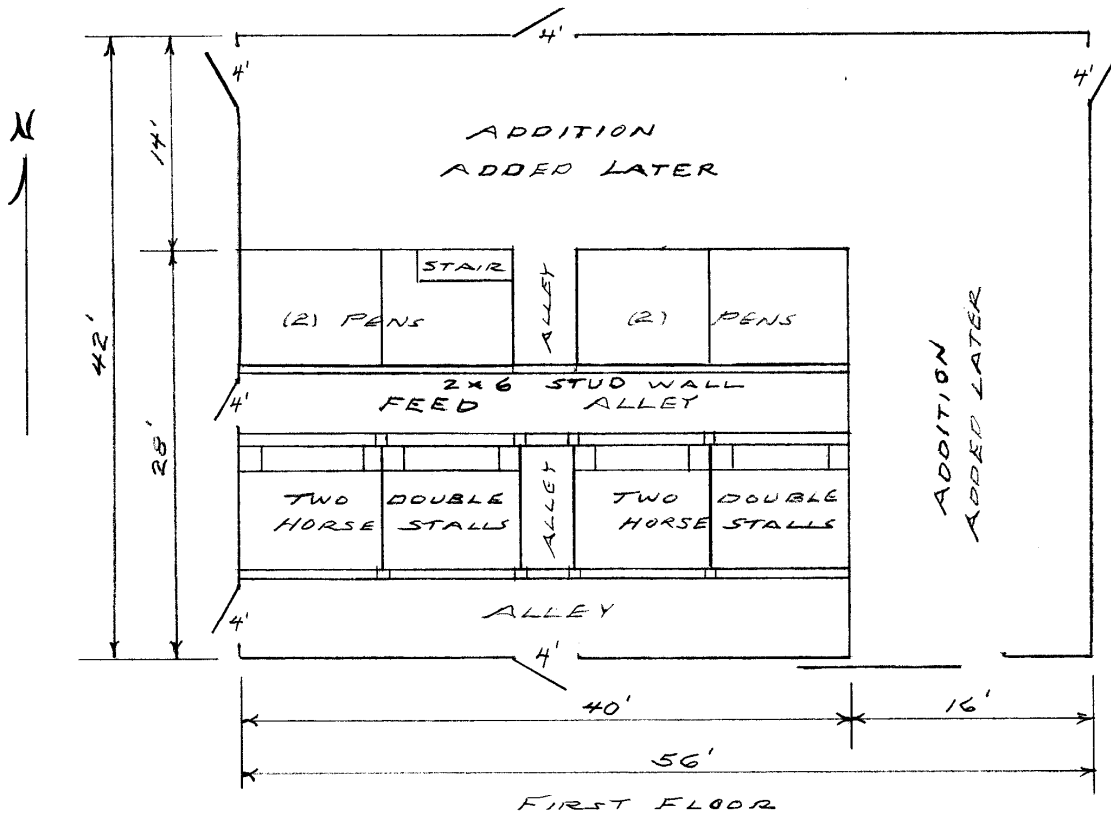 4'
4'
4'
N
14'
ADDITION
ADDED LATER
STAIR
ALLEY
(2) PENS
(2) PENS
42'
28'
4'
2x6 STUD WALL
FEED ALLEY
ADDITION
ADDED LATER
TWO
HORSE
DOUBLE
STALLS
ALLEY
TWO
HORSE
DOUBLE
STALLS
4'
ALLEY
4'
40'
16'
56'
FIRST FLOOR